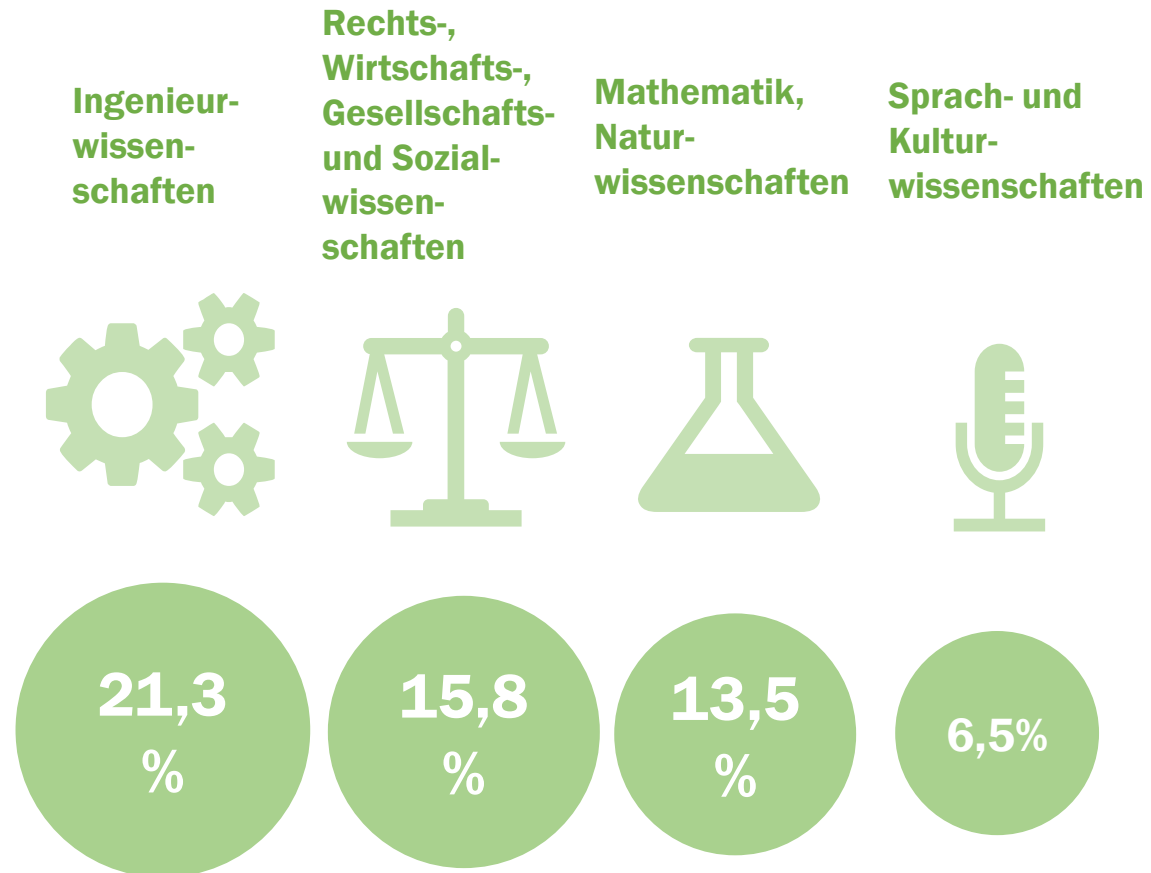 Ingenieur-
wissen-
schaften
Rechts-,
Wirtschafts-,
Gesellschafts-
und Sozial-
wissen-
schaften
Mathematik,
Natur-
wissenschaften
Sprach- und
Kultur-
wissenschaften
21,3
%
15,8
%
13,5
%
6,5%